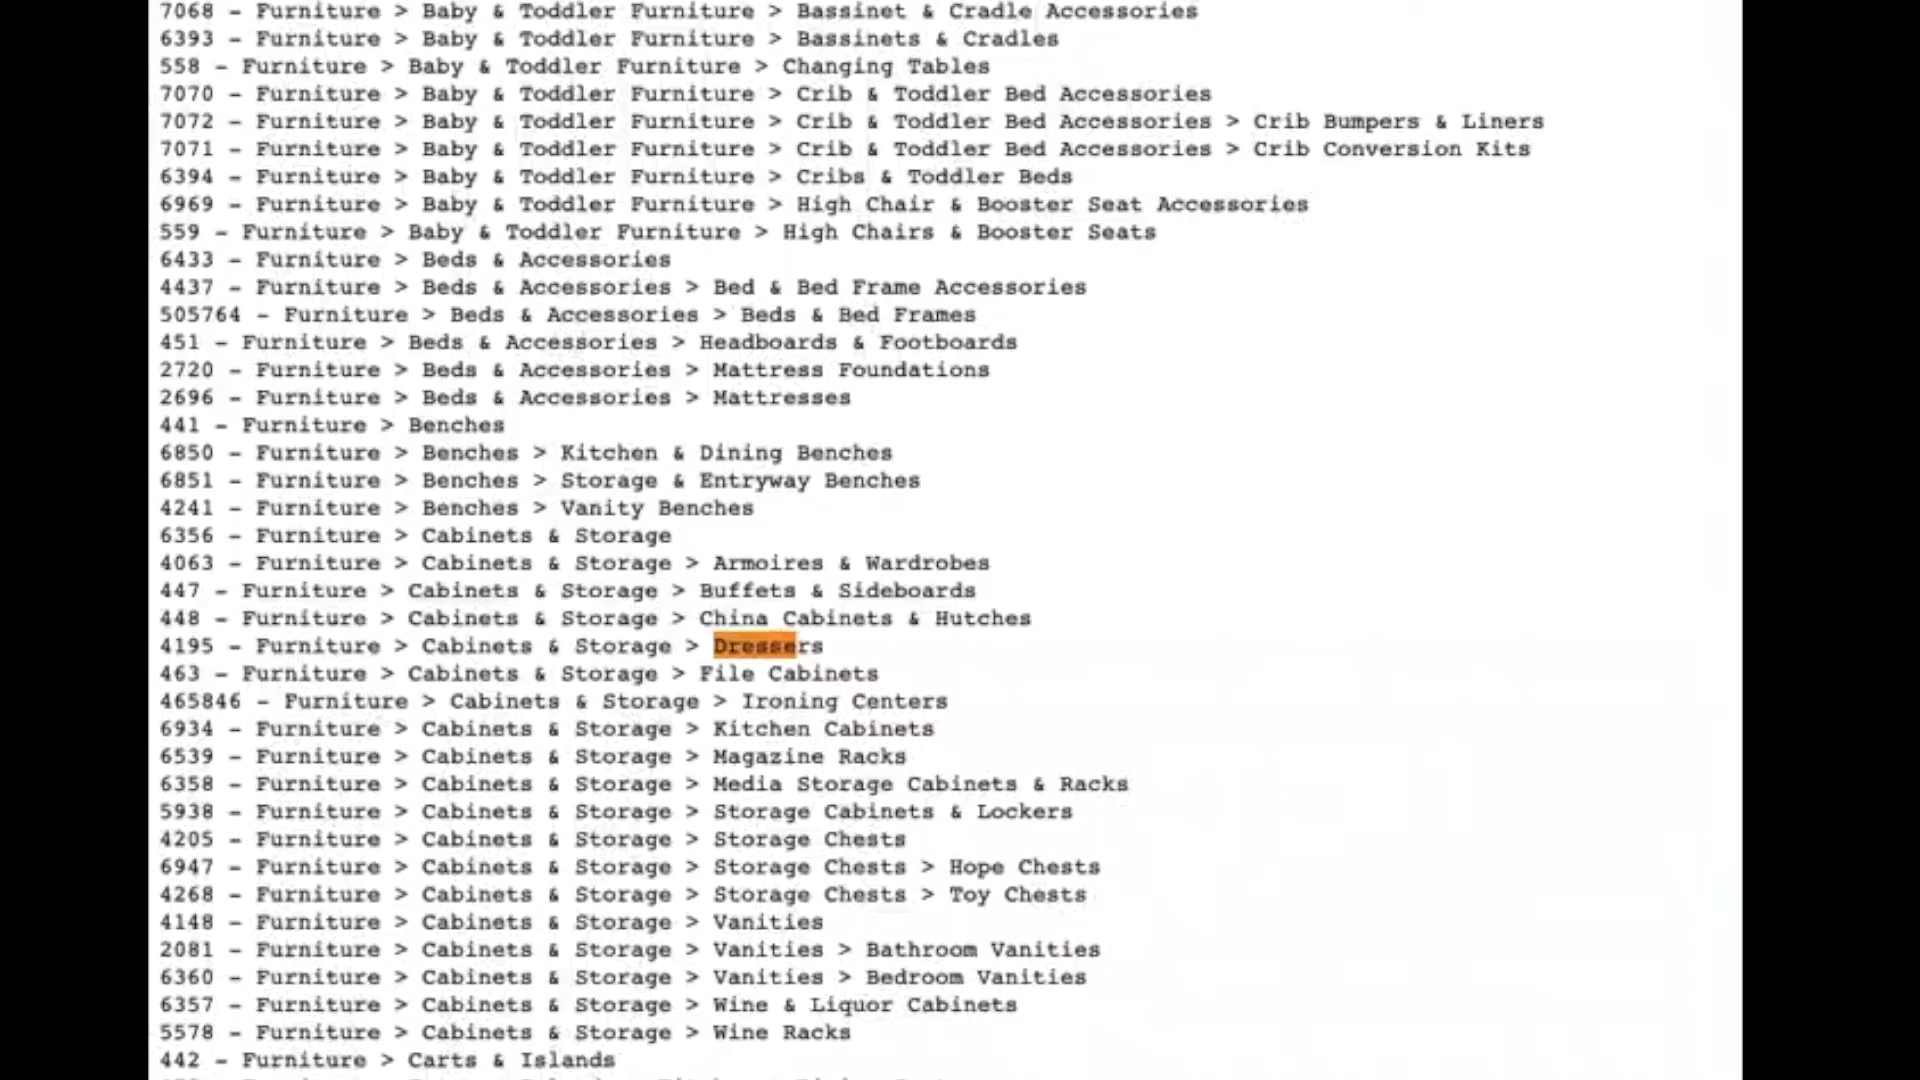 7068 - Furniture > Baby & Toddler Furniture > Bassinet & Cradle Accessories
6393 - Furniture > Baby & Toddler Furniture > Bassinets & Cradles
558 - Furniture > Baby & Toddler Furniture > Changing Tables
7070 - Furniture > Baby & Toddler Furniture > Crib & Toddler Bed Accessories
7072 - Furniture > Baby & Toddler Furniture > Crib & Toddler Bed Accessories > Crib Bumpers & Liners
7071 - Furniture > Baby & Toddler Furniture > Crib & Toddler Bed Accessories > Crib Conversion Kits
6394 - Furniture > Baby & Toddler Furniture > Cribs & Toddler Beds
6969 - Furniture > Baby & Toddler Furniture > High Chair & Booster Seat Accessories
559 - Furniture > Baby & Toddler Furniture > High Chairs & Booster Seats
6433 - Furniture > Beds & Accessories
4437 - Furniture > Beds & Accessories > Bed & Bed Frame Accessories
505764 - Furniture > Beds & Accessories > Beds & Bed Frames
451 - Furniture > Beds & Accessories > Headboards & Footboards
2720 - Furniture > Beds & Accessories > Mattress Foundations
2696 - Furniture > Beds & Accessories > Mattresses
441 - Furniture > Benches
6850 - Furniture > Benches > Kitchen & Dining Benches
6851 - Furniture > Benches > Storage & Entryway Benches
4241 - Furniture > Benches > Vanity Benches
6356 - Furniture > Cabinets & Storage
4063 - Furniture > Cabinets & Storage > Armoires & Wardrobes
447 - Furniture > Cabinets & Storage > Buffets & Sideboards
448 - Furniture > Cabinets & Storage > China Cabinets & Hutches
4195 - Furniture > Cabinets & Storage > Dressers
463 - Furniture > Cabinets & Storage > File Cabinets
465846 - Furniture > Cabinets & Storage > Ironing Centers
6934 - Furniture > Cabinets & Storage > Kitchen Cabinets
6539 - Furniture > Cabinets & Storage > Magazine Racks
6358 - Furniture > Cabinets & Storage > Media Storage Cabinets & Racks
5938 - Furniture > Cabinets & Storage > Storage Cabinets & Lockers
4205 - Furniture > Cabinets & Storage > Storage Chests
6947 - Furniture > Cabinets & Storage > Storage Chests > Hope Chests
4268 - Furniture > Cabinets & Storage > Storage Chests > Toy Chests
4148 - Furniture > Cabinets & Storage > Vanities
2081 - Furniture > Cabinets & Storage > Vanities > Bathroom Vanities
6360 - Furniture > Cabinets & Storage > Vanities > Bedroom Vanities
6357 - Furniture > Cabinets & Storage > Wine & Liquor Cabinets
5578 - Furniture > Cabinets & Storage > Wine Racks
442 - Furniture > Carts & Islands